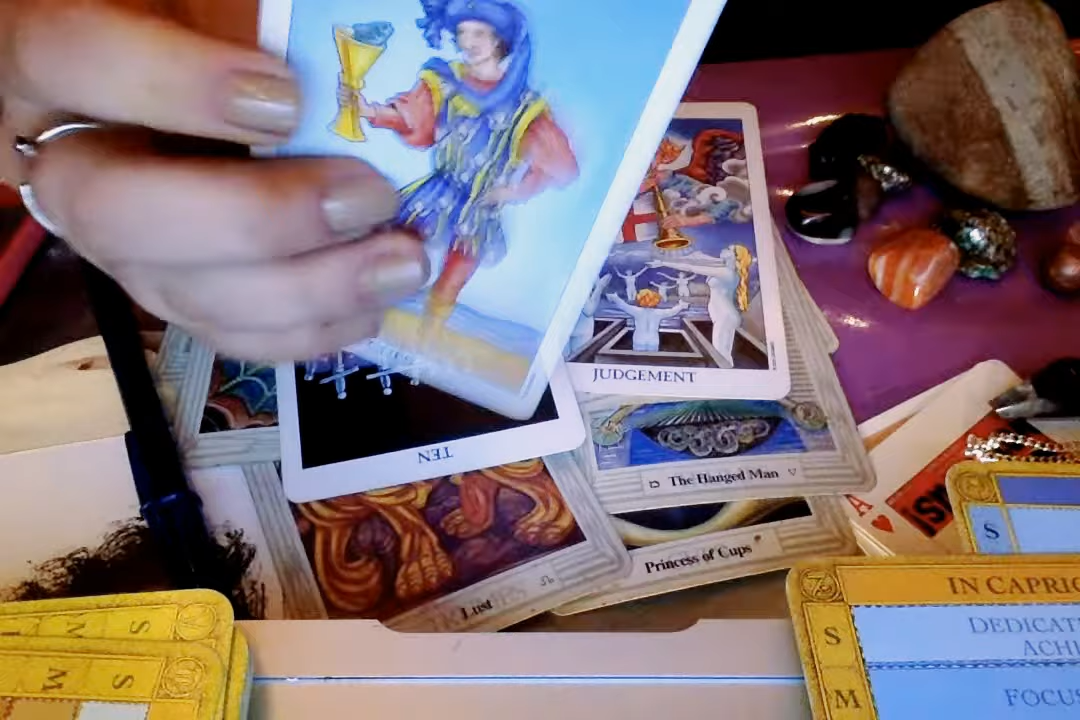 JUDGEMENT
TEN
The Hanged Man
Princess of Cups
Lust
A
IN CAPRIC
S
DEDICAT
ACHI
M
FOCUS
S
S
M
S
M